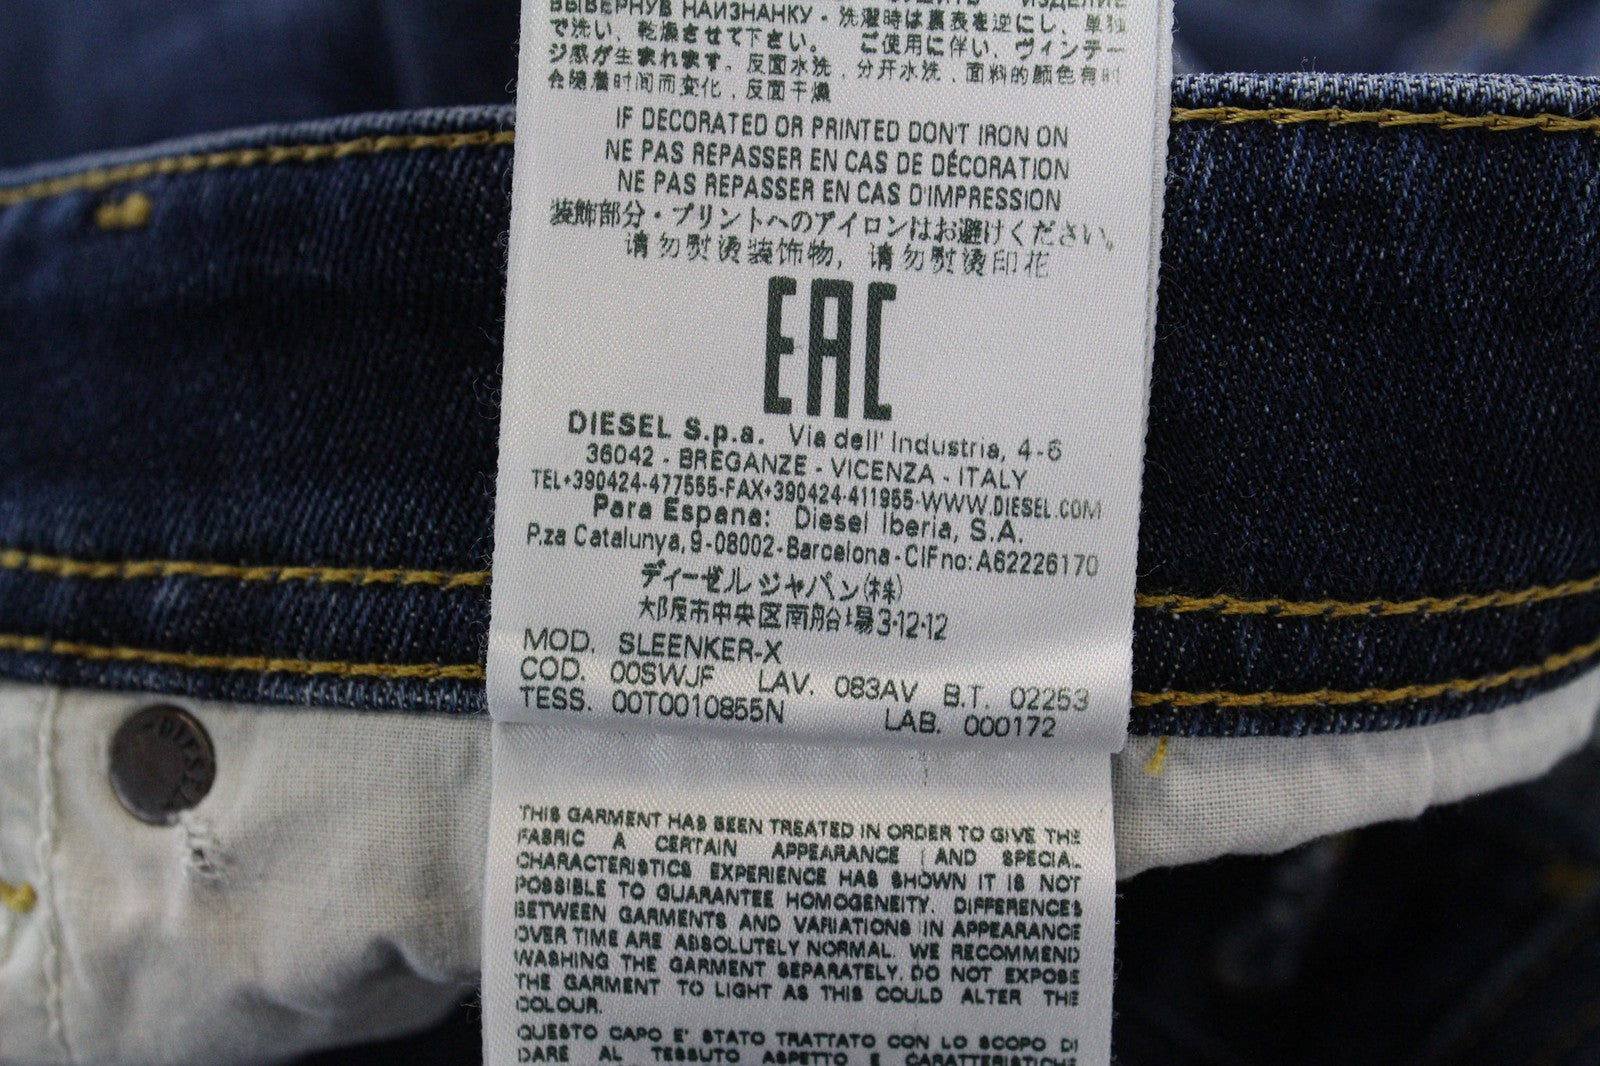 ВЫВЕРНУВ НАИЗНАНКУ・洗濯時は裏表を逆にし、単独
で洗い、乾燥させて下さい。 ご使用に伴い、ヴィンテー
ジ感が生まれます。反面水洗，分开水洗，面料的颜色有时
会随着时间而变化，反面干燥
IF DECORATED OR PRINTED DON'T IRON ON
NE PAS REPASSER EN CAS DE DÉCORATION
NE PAS REPASSER EN CAS D'IMPRESSION
装飾部分・プリントへのアイロンはお避けください。
请勿熨烫装饰物，请勿熨烫印花
EAC
DIESEL S.p.a. Via dell' Industria, 4-6
36042 - BREGANZE - VICENZA - ITALY
TEL+390424-477555-FAX+390424-411955-WWW.DIESEL.COM
Para Espana: Diesel Iberia, S.A.
P.za Catalunya, 9-08002-Barcelona-CIF no: A62226170
ディーゼル ジャパン(株)
大阪市中央区南船場3-12-12
MOD. SLEENKER-X
COD. 00SWJF LAV. 083AV B.T. 02253
TESS. 00T0010855N LAB. 000172
DIESEL
THIS GARMENT HAS BEEN TREATED IN ORDER TO GIVE THE
FABRIC A CERTAIN APPEARANCE AND SPECIAL
CHARACTERISTICS EXPERIENCE HAS SHOWN IT IS NOT
POSSIBLE TO GUARANTEE HOMOGENEITY. DIFFERENCES
BETWEEN GARMENTS AND VARIATIONS IN APPEARANCE
OVER TIME ARE ABSOLUTELY NORMAL. WE RECOMMEND
WASHING THE GARMENT SEPARATELY. DO NOT EXPOSE
THE GARMENT TO LIGHT AS THIS COULD ALTER THE
COLOUR.
QUESTO CAPO E' STATO TRATTATO CON LO SCOPO DI
DARE AL TESSUTO ASPETTO E CARATTERISTICHE